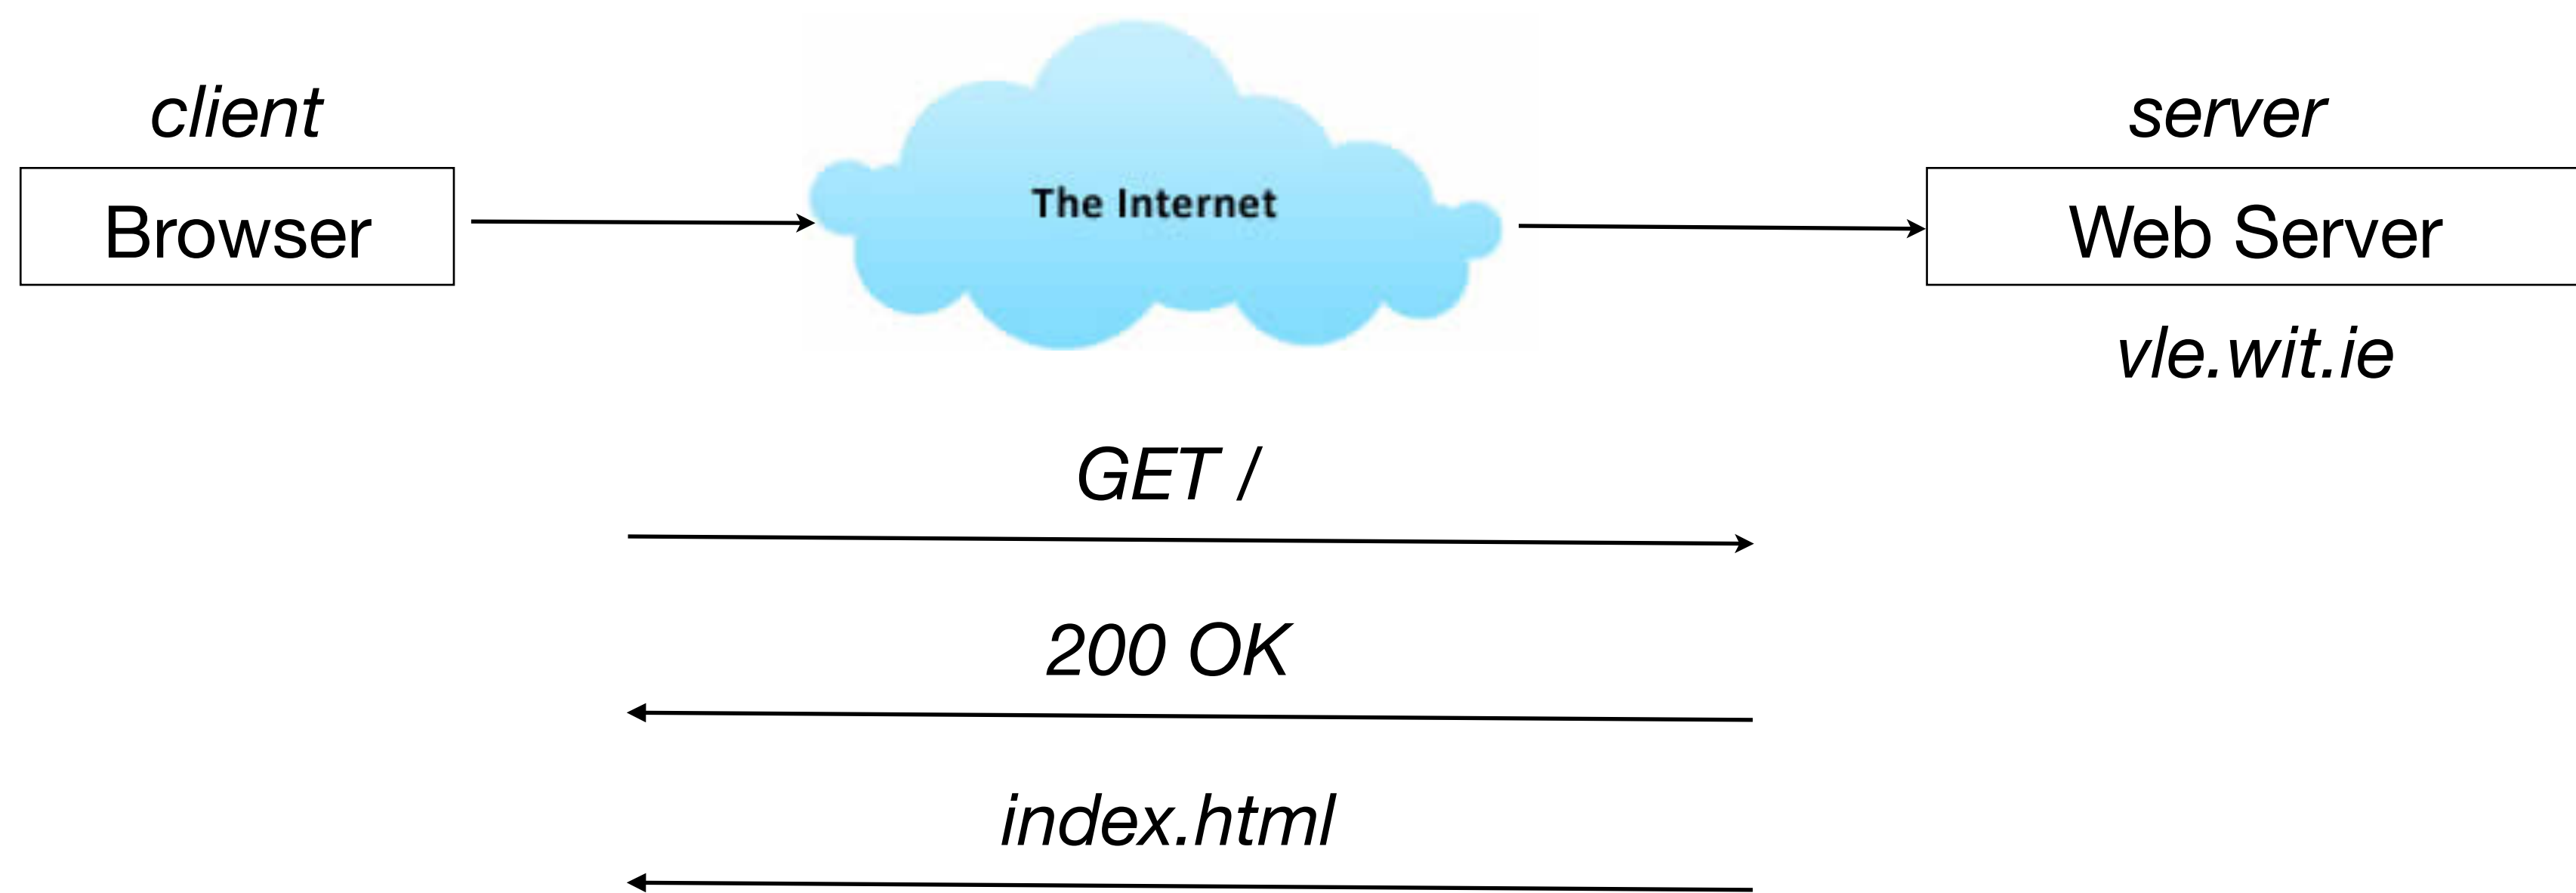 client
server
Browser
The Internet
Web Server
vle.wit.ie
GET /
200 OK
index.html